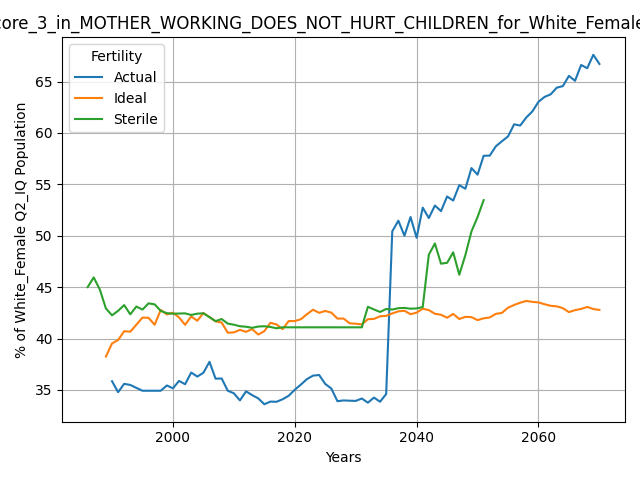 core_3_in_MOTHER_WORKING_DOES_NOT_HURT_CHILDREN_for_White_Female
Fertility
Actual
Ideal
Sterile
% of White_Female Q2_IQ Population
65
60
55
50
45
40
35
2000
2020
2040
2060
Years